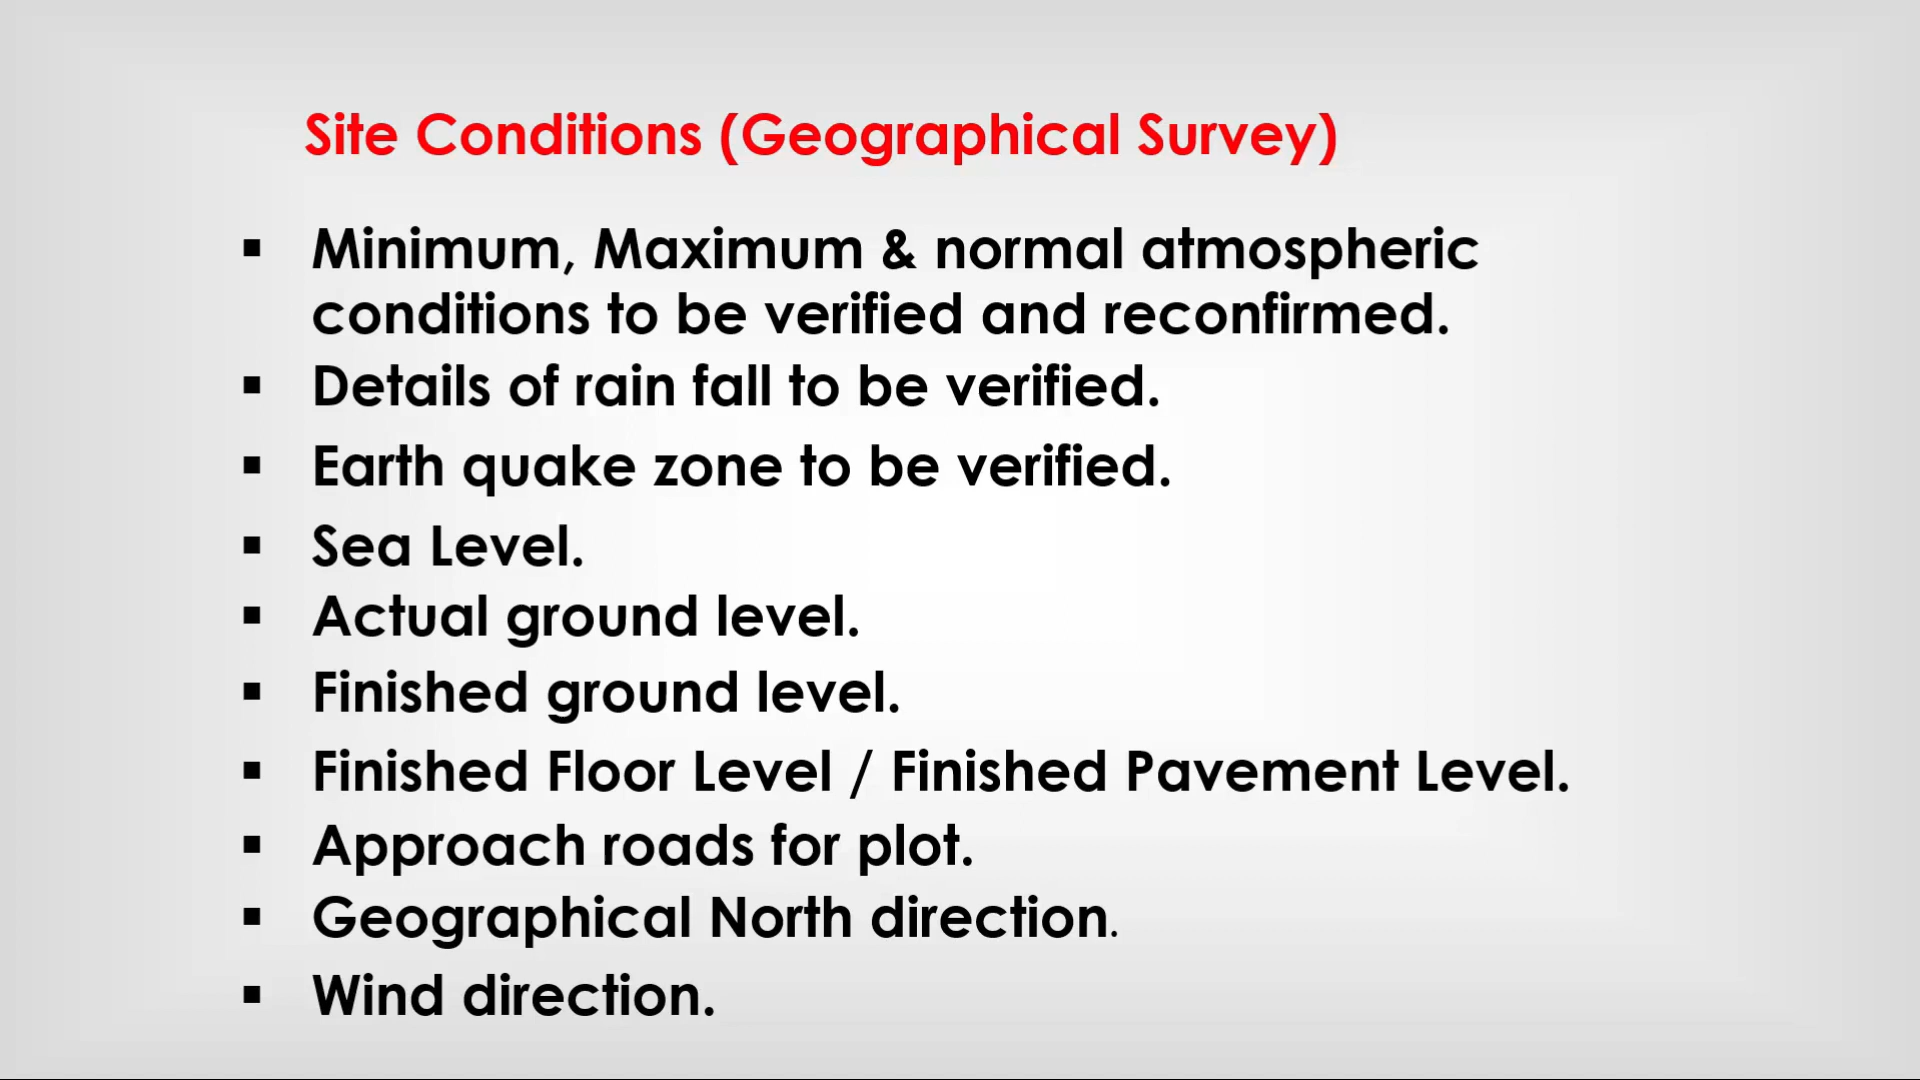 Site Conditions (Geographical Survey)
▪ Minimum, Maximum & normal atmospheric
conditions to be verified and reconfirmed.
▪ Details of rain fall to be verified.
▪ Earth quake zone to be verified.
▪ Sea Level.
▪ Actual ground level.
▪ Finished ground level.
▪ Finished Floor Level / Finished Pavement Level.
▪ Approach roads for plot.
▪ Geographical North direction.
▪ Wind direction.